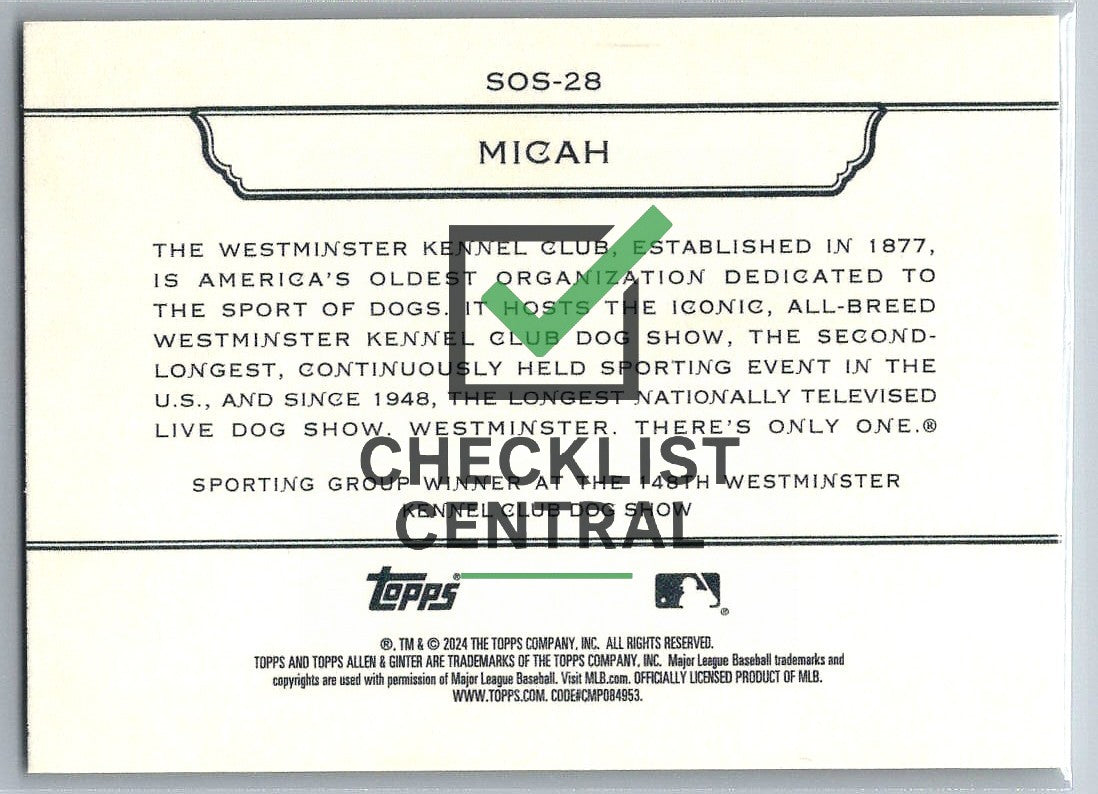 SOS-28
MICAH
THE WESTMINSTER KENNEL CLUB, ESTABLISHED IN 1877,
IS AMERICA'S OLDEST ORGANIZATION DEDICATED TO
THE SPORT OF DOGS. IT HOSTS THE ICONIC, ALL-BREED
WESTMINSTER KENNEL CLUB DOG SHOW, THE SECOND-
LONGEST, CONTINUOUSLY HELD SPORTING EVENT IN THE
U.S., AND SINCE 1948, THE LONGEST NATIONALLY TELEVISED
LIVE DOG SHOW. WESTMINSTER. THERE'S ONLY ONE.®
CHECKLIST
SPORTING GROUP WINNER AT THE 148TH WESTMINSTER
KENNEL CLUB DOG SHOW
CENTRAL
TOPPS®
®
®, TM & © 2024 THE TOPPS COMPANY, INC. ALL RIGHTS RESERVED.
TOPPS AND TOPPS ALLEN & GINTER ARE TRADEMARKS OF THE TOPPS COMPANY, INC. Major League Baseball trademarks and
copyrights are used with permission of Major League Baseball. Visit MLB.com. OFFICIALLY LICENSED PRODUCT OF MLB.
WWW.TOPPS.COM. CODE#CMP084953.